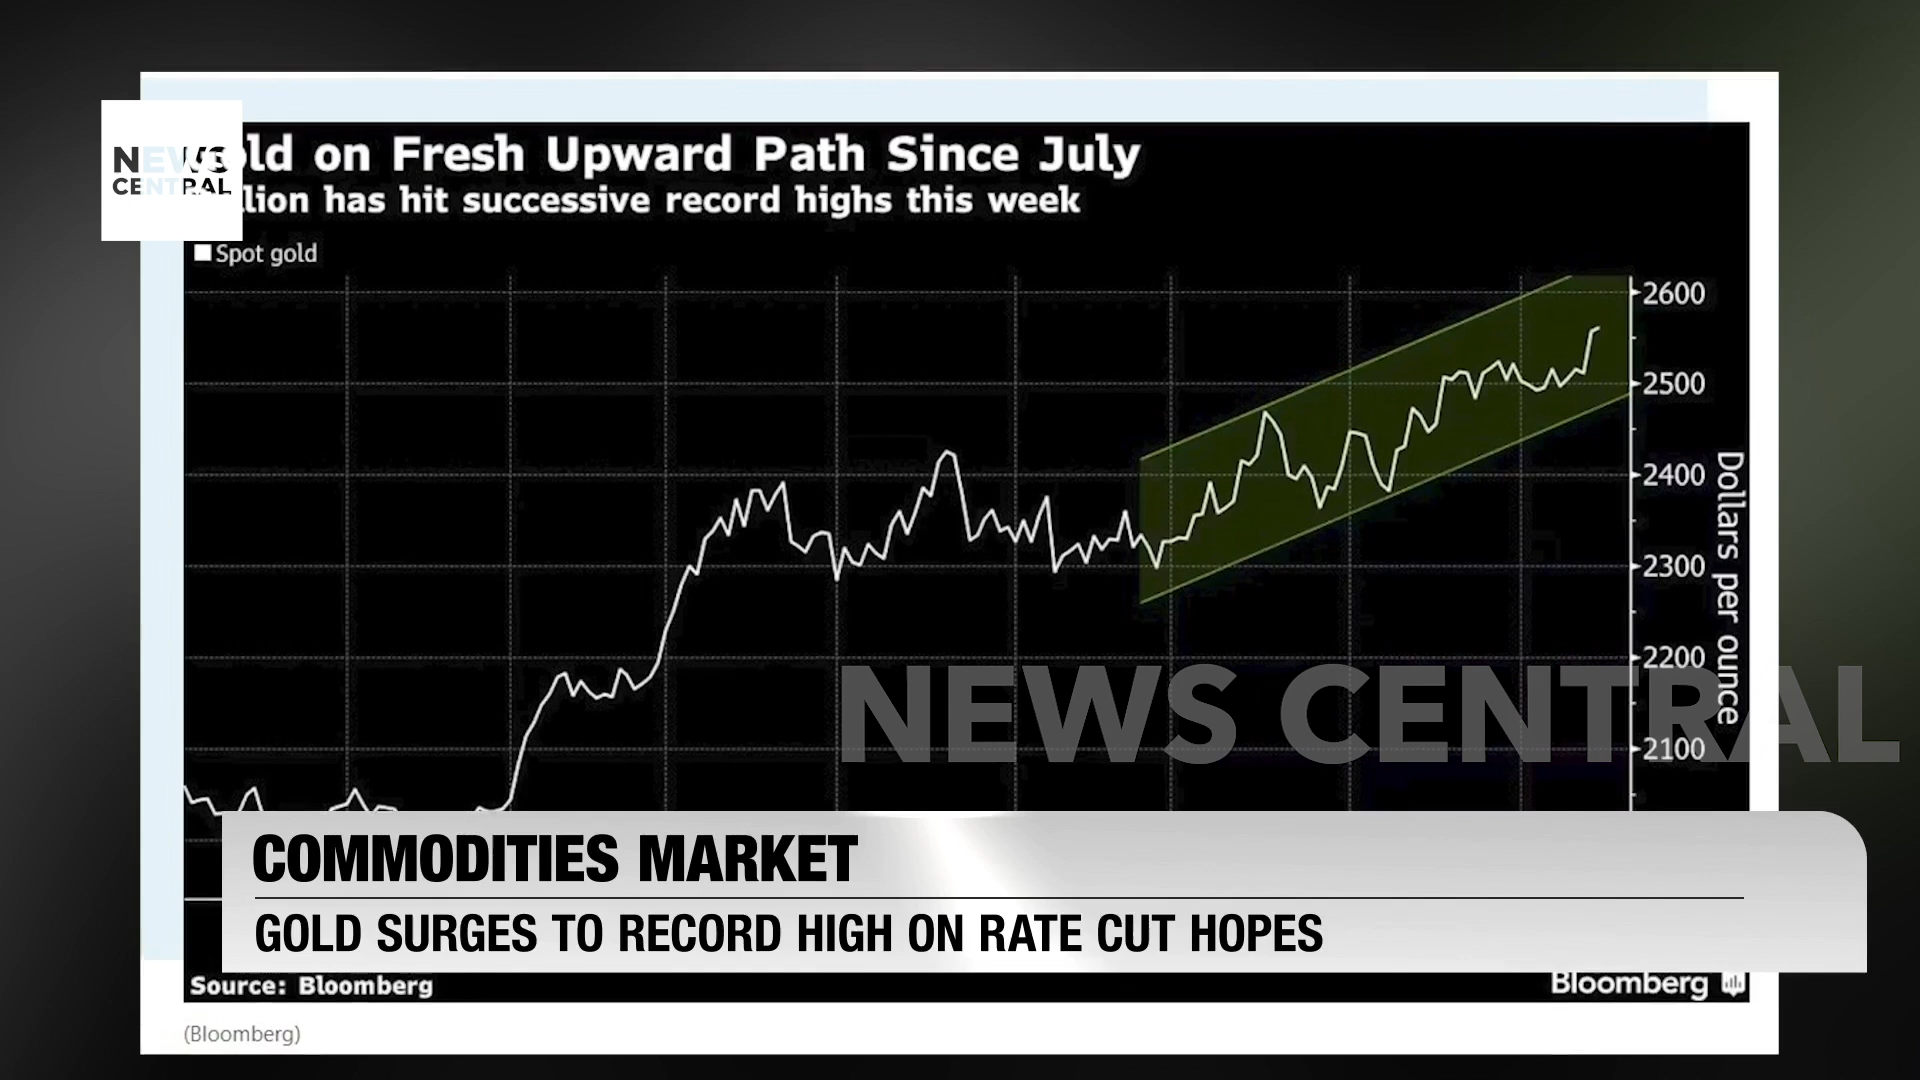 NEWS
CENTRAL
ld on Fresh Upward Path Since July
lion has hit successive record highs this week
Spot gold
2600
2500
2400
2300
2200
2100
Dollars per ounce
NEWS CENTRAL
COMMODITIES MARKET
GOLD SURGES TO RECORD HIGH ON RATE CUT HOPES
Source: Bloomberg
Bloomberg
(Bloomberg)